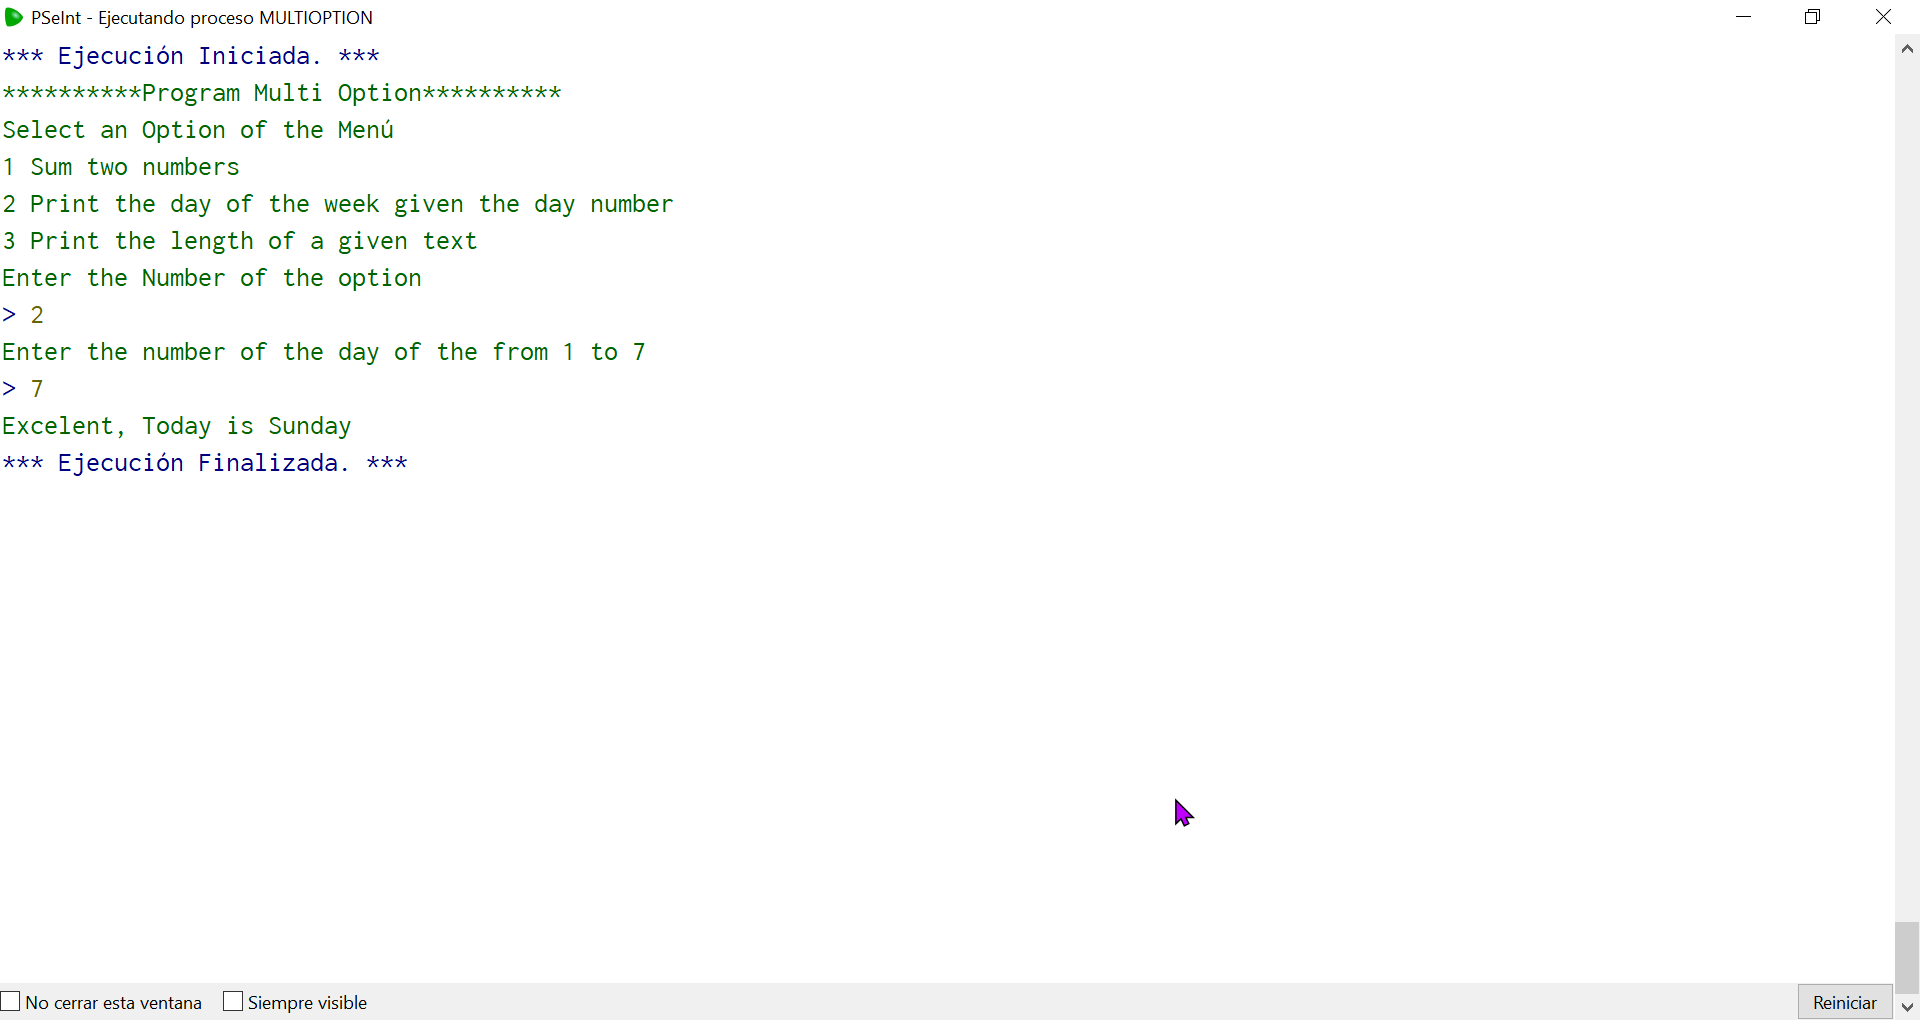 PSeInt - Ejecutando proceso MULTIOPTION
*** Ejecución Iniciada. ***
**********Program Multi Option**********
Select an Option of the Menú
1 Sum two numbers
2 Print the day of the week given the day number
3 Print the length of a given text
Enter the Number of the option
> 2
Enter the number of the day of the from 1 to 7
> 7
Excelent, Today is Sunday
*** Ejecución Finalizada. ***
No cerrar esta ventana Siempre visible Reiniciar